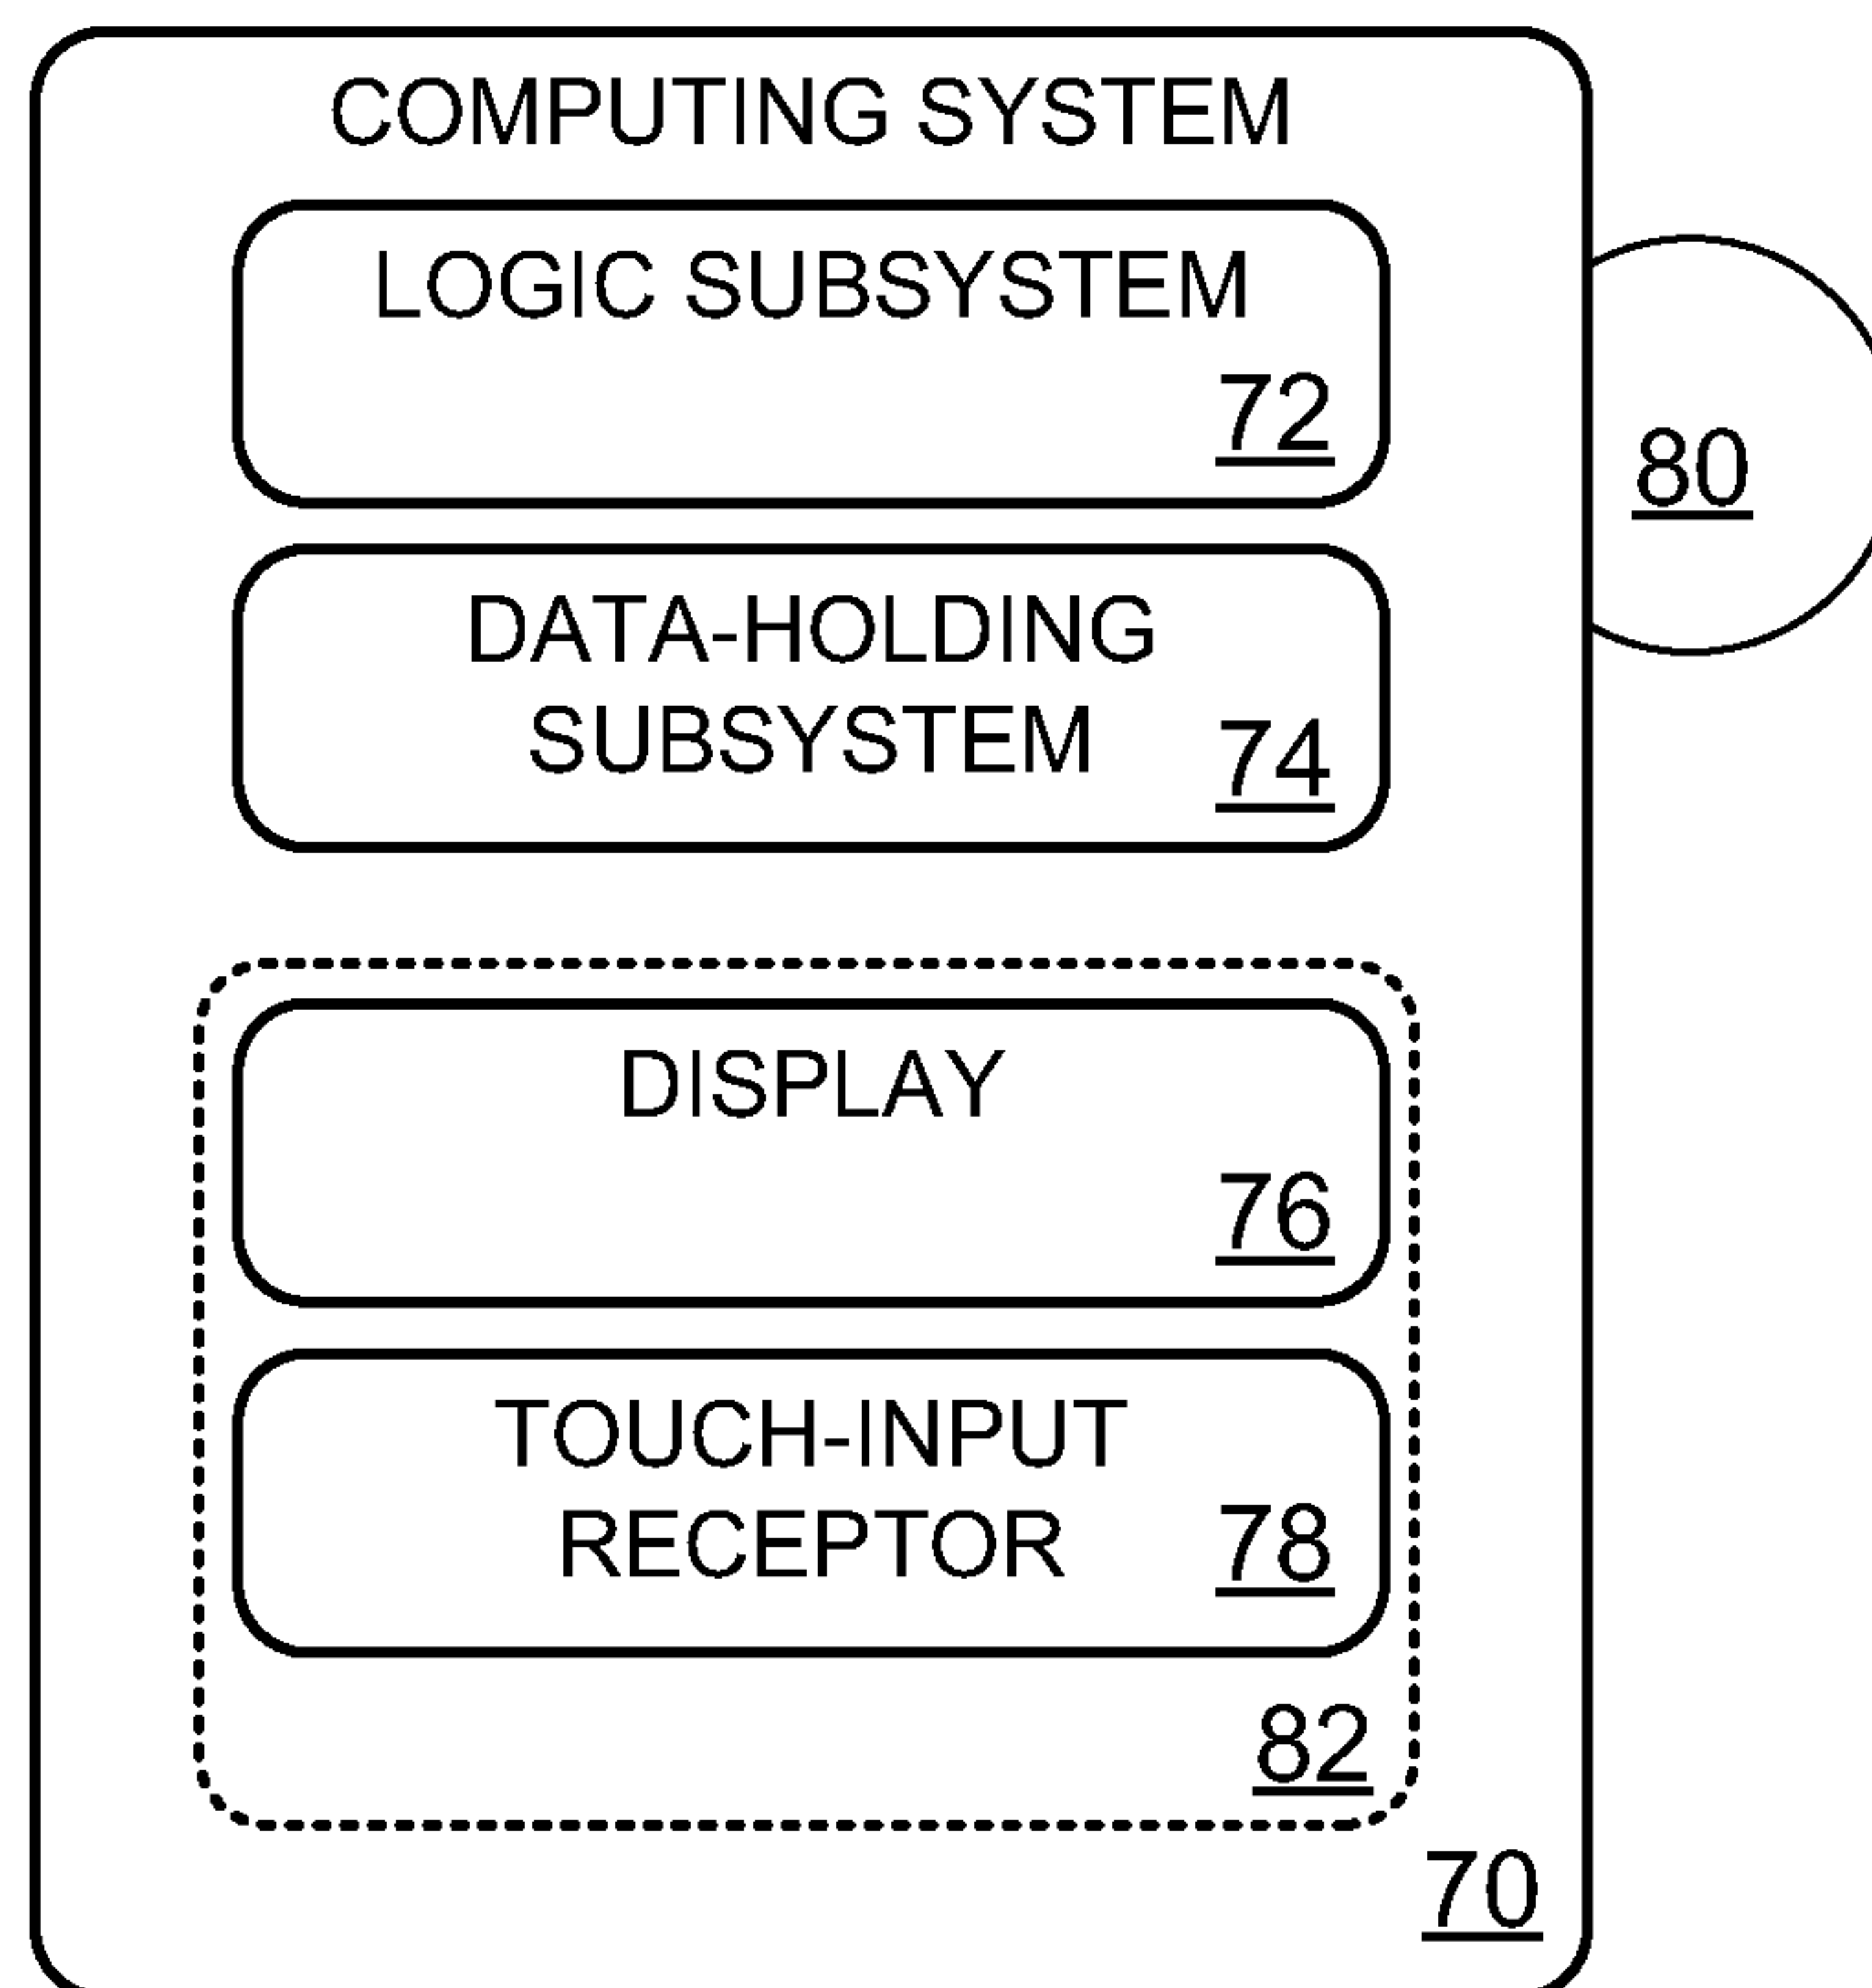 COMPUTING SYSTEM
LOGIC SUBSYSTEM
72
80
DATA-HOLDING
SUBSYSTEM
74
DISPLAY
76
TOUCH-INPUT
RECEPTOR
78
82
70